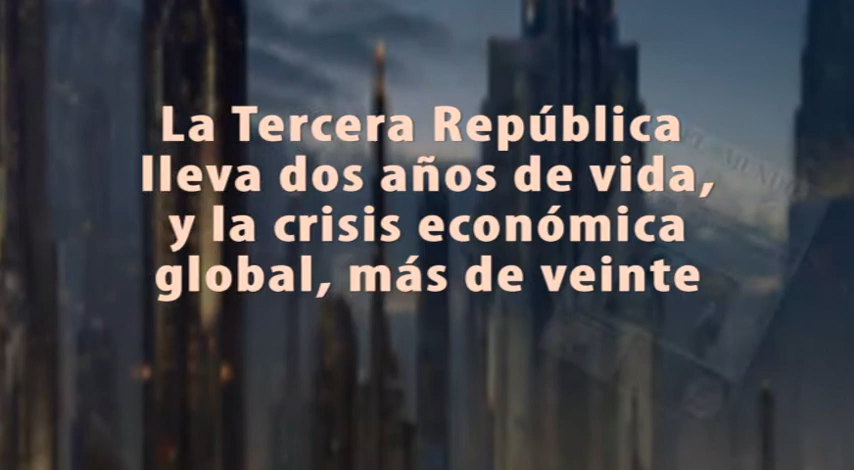 La Tercera República
lleva dos años de vida,
y la crisis económica
global, más de veinte